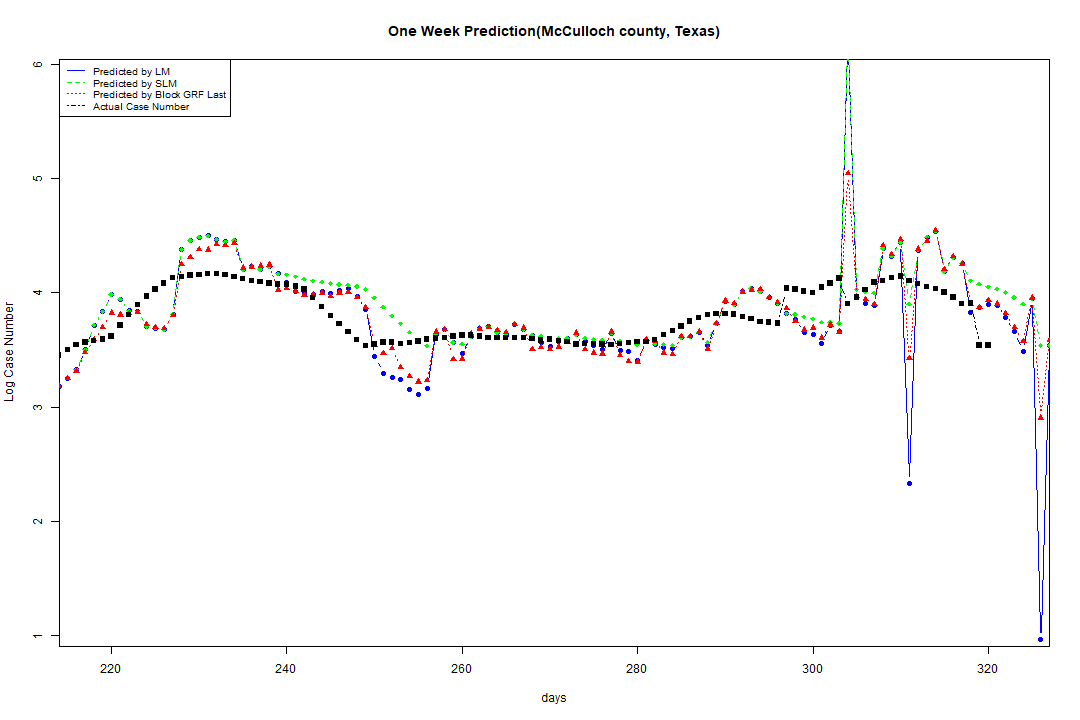 One Week Prediction(McCulloch county, Texas)
6
5
4
3
2
1
Log Case Number
Predicted by LM
Predicted by SLM
Predicted by Block GRF Last
Actual Case Number
220
240
260
280
300
320
days